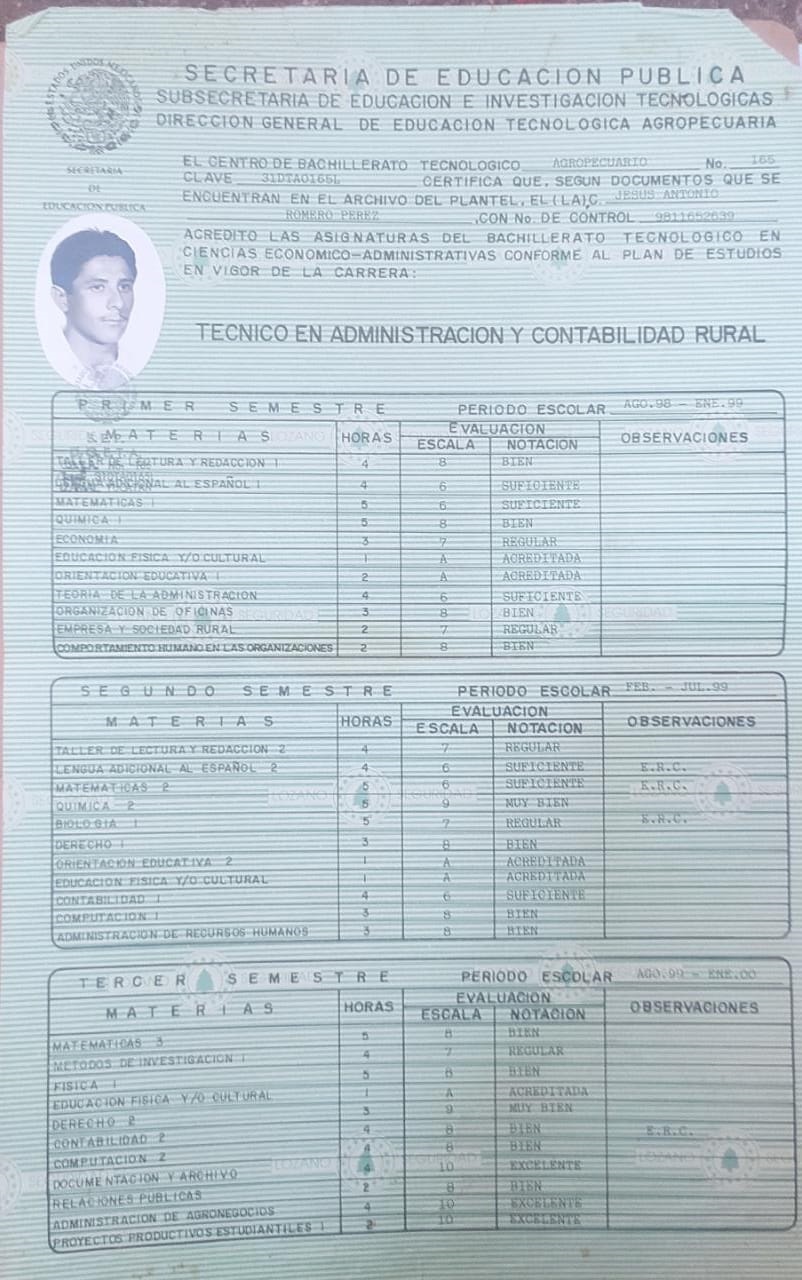 ESTADOS UNIDOS MEXICANOS
SECRETARIA
DE
EDUCACION PUBLICA
SECRETARIA DE EDUCACION PUBLICA
SUBSECRETARIA DE EDUCACION E INVESTIGACION TECNOLOGICAS
DIRECCION GENERAL DE EDUCACION TECNOLOGICA AGROPECUARIA
EL CENTRO DE BACHILLERATO TECNOLOGICO AGROPECUARIO No. 165
CLAVE 31DTA0165L CERTIFICA QUE, SEGUN DOCUMENTOS QUE SE
ENCUENTRAN EN EL ARCHIVO DEL PLANTEL, EL (LA) C. JESUS ANTONIO
ROMERO PEREZ , CON No. DE CONTROL 9811652639
ACREDITO LAS ASIGNATURAS DEL BACHILLERATO TECNOLOGICO EN
CIENCIAS ECONOMICO-ADMINISTRATIVAS CONFORME AL PLAN DE ESTUDIOS
EN VIGOR DE LA CARRERA:
TECNICO EN ADMINISTRACION Y CONTABILIDAD RURAL
PRIMER SEMESTRE PERIODO ESCOLAR AGO.98 - ENE.99
MATERIAS HORAS EVALUACION OBSERVACIONES
ESCALA NOTACION
TALLER DE LECTURA Y REDACCION 1 4 8 BIEN
AL ESPAÑOL 1 4 6 SUFICIENTE
MATEMATICAS 1 5 6 SUFICIENTE
QUIMICA 1 5 8 BIEN
ECONOMIA 3 7 REGULAR
EDUCACION FISICA Y/O CULTURAL 1 A ACREDITADA
ORIENTACION EDUCATIVA 1 2 A ACREDITADA
TEORIA DE LA ADMINISTRACION 4 6 SUFICIENTE
ORGANIZACION DE OFICINAS 3 8 BIEN
EMPRESA Y SOCIEDAD RURAL 2 7 REGULAR
COMPORTAMIENTO HUMANO EN LAS ORGANIZACIONES 2 8 BIEN
SEGUNDO SEMESTRE PERIODO ESCOLAR FEB. - JUL.99
MATERIAS HORAS EVALUACION OBSERVACIONES
ESCALA NOTACION
TALLER DE LECTURA Y REDACCION 2 4 7 REGULAR
LENGUA ADICIONAL AL ESPAÑOL 2 4 6 SUFICIENTE E.R.C.
MATEMATICAS 2 5 6 SUFICIENTE E.R.C.
QUIMICA 2 5 9 MUY BIEN
BIOLOGIA 1 5 7 REGULAR E.R.C.
DERECHO 1 3 8 BIEN
ORIENTACION EDUCATIVA 2 1 A ACREDITADA
EDUCACION FISICA Y/O CULTURAL 1 A ACREDITADA
CONTABILIDAD 1 4 6 SUFICIENTE
COMPUTACION 1 3 8 BIEN
ADMINISTRACION DE RECURSOS HUMANOS 3 8 BIEN
TERCER SEMESTRE PERIODO ESCOLAR AGO.99 - ENE.00
MATERIAS HORAS EVALUACION OBSERVACIONES
ESCALA NOTACION
MATEMATICAS 3 5 8 BIEN
METODOS DE INVESTIGACION 1 4 7 REGULAR
FISICA 1 5 8 BIEN
EDUCACION FISICA Y/O CULTURAL 1 A ACREDITADA
DERECHO 2 3 9 MUY BIEN
CONTABILIDAD 2 4 8 BIEN E.R.C.
COMPUTACION 2 4 8 BIEN
DOCUMENTACION Y ARCHIVO 4 10 EXCELENTE
RELACIONES PUBLICAS 2 8 BIEN
ADMINISTRACION DE AGRONEGOCIOS 4 10 EXCELENTE
PROYECTOS PRODUCTIVOS ESTUDIANTILES 1 2 10 EXCELENTE